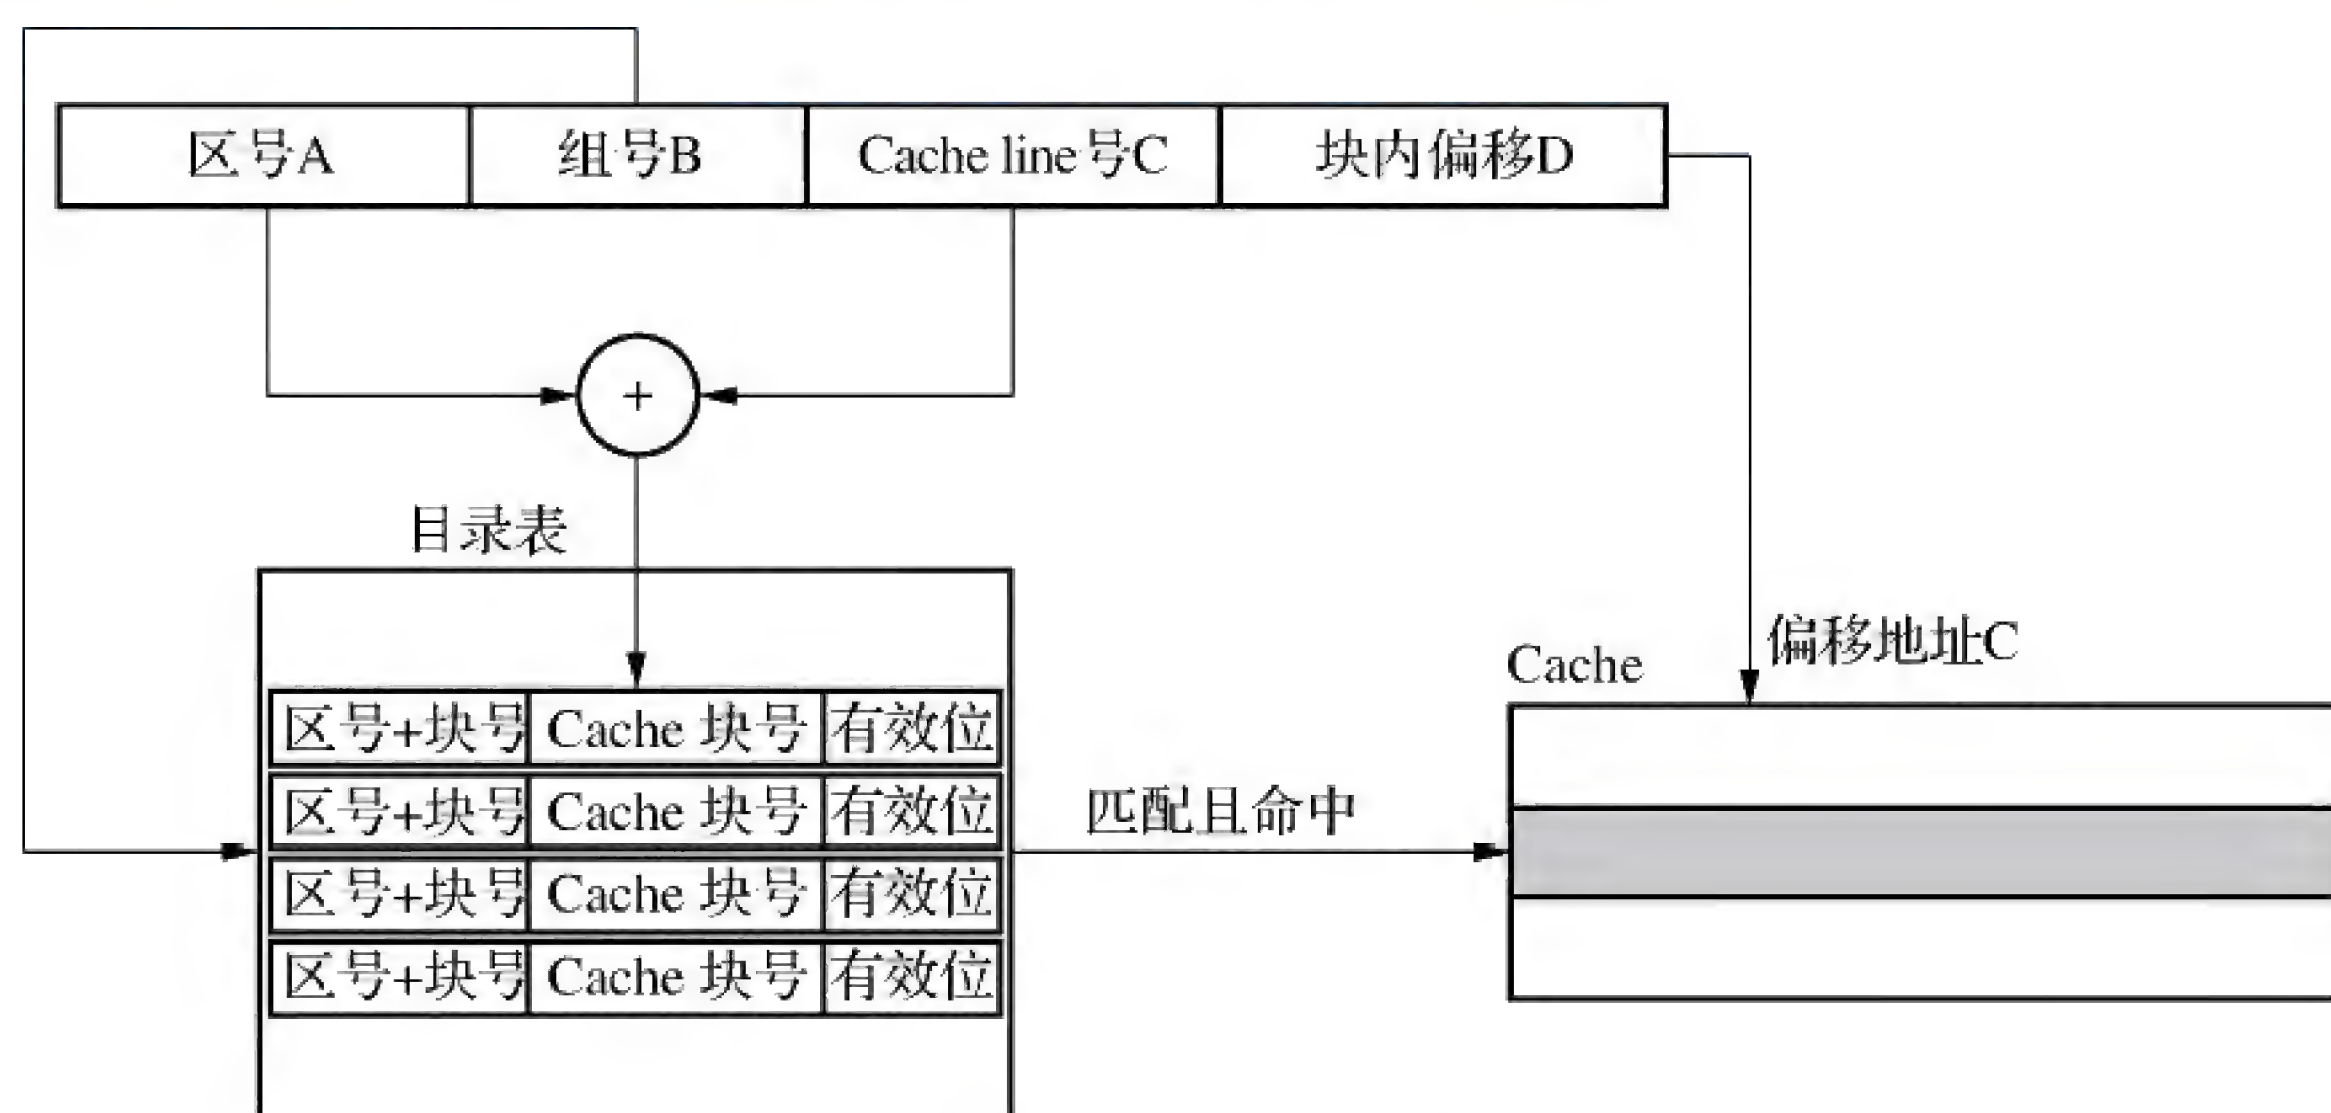 区号A 组号B Cache line号C 块内偏移D
+
目录表
偏移地址C
Cache
区号+块号 Cache 块号 有效位
区号+块号 Cache 块号 有效位
匹配且命中
区号+块号 Cache 块号 有效位
区号+块号 Cache 块号 有效位